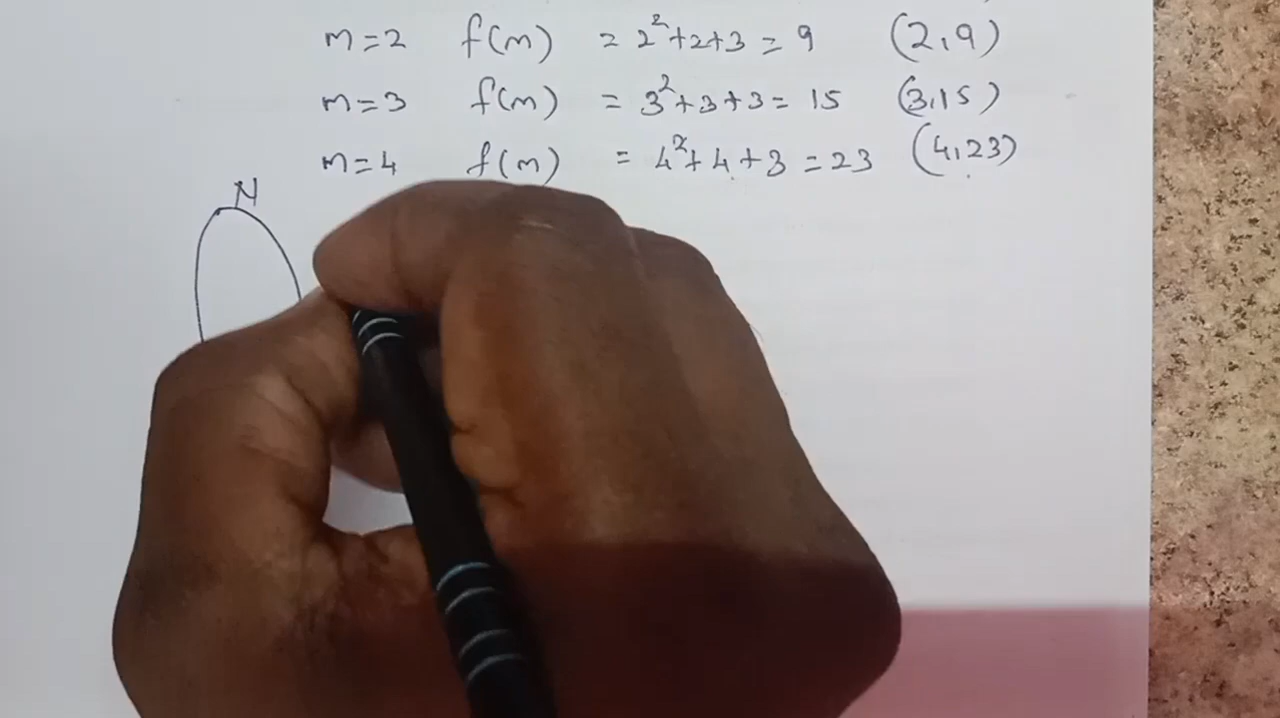 m=2 f(m) = 2²+2+3 = 9 (2,9)
m=3 f(m) = 3²+3+3= 15 (3,15)
m=4 f(m) = 4²+4+3 =23 (4,23)
N